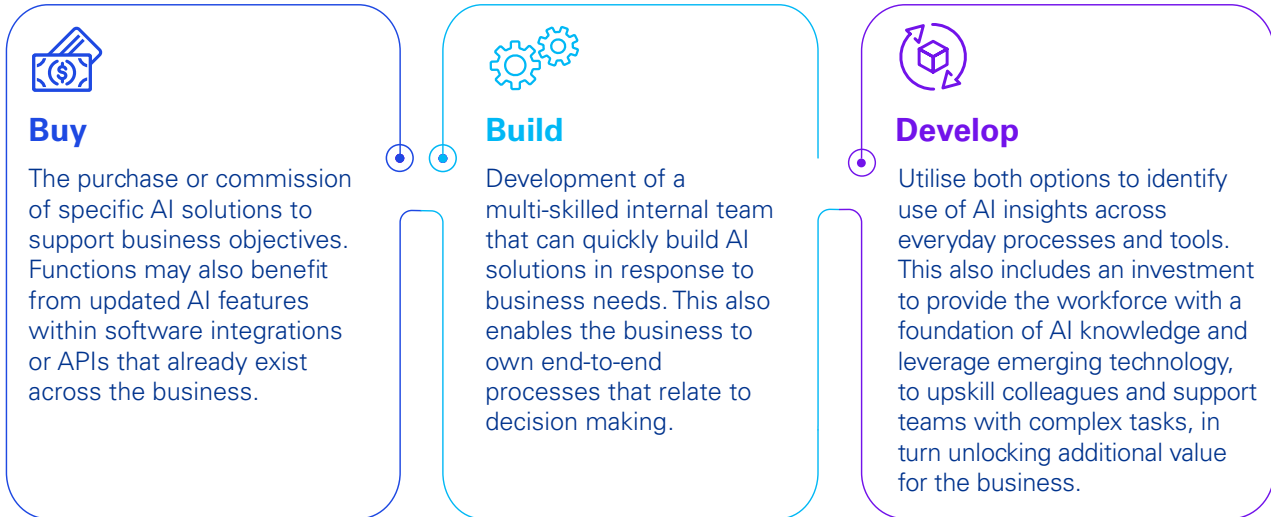 Buy
The purchase or commission
of specific AI solutions to
support business objectives.
Functions may also benefit
from updated AI features
within software integrations
or APIs that already exist
across the business.
Build
Development of a
multi-skilled internal team
that can quickly build AI
solutions in response to
business needs. This also
enables the business to
own end-to-end
processes that relate to
decision making.
Develop
Utilise both options to identify
use of AI insights across
everyday processes and tools.
This also includes an investment
to provide the workforce with a
foundation of AI knowledge and
leverage emerging technology,
to upskill colleagues and support
teams with complex tasks, in
turn unlocking additional value
for the business.